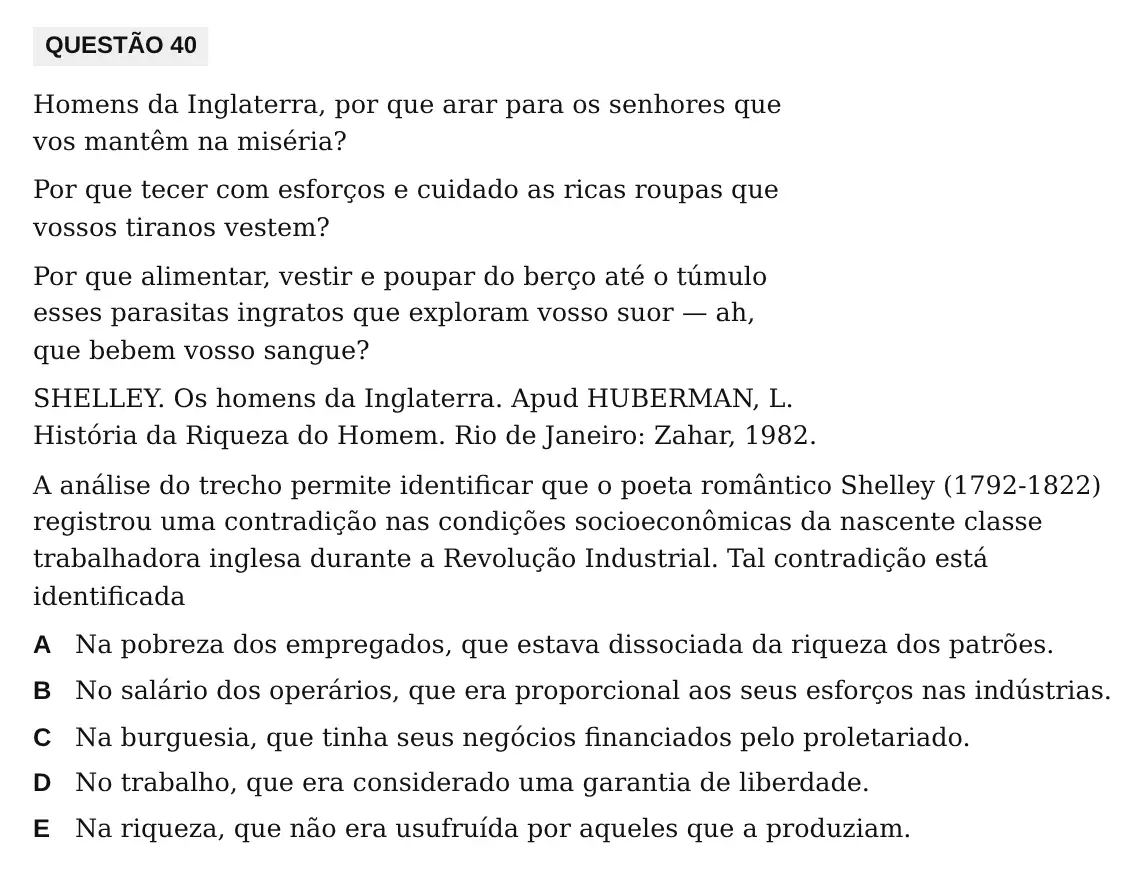 QUESTÃO 40
Homens da Inglaterra, por que arar para os senhores que
vos mantêm na miséria?
Por que tecer com esforços e cuidado as ricas roupas que
vossos tiranos vestem?
Por que alimentar, vestir e poupar do berço até o túmulo
esses parasitas ingratos que exploram vosso suor — ah,
que bebem vosso sangue?
SHELLEY. Os homens da Inglaterra. Apud HUBERMAN, L.
História da Riqueza do Homem. Rio de Janeiro: Zahar, 1982.
A análise do trecho permite identificar que o poeta romântico Shelley (1792-1822)
registrou uma contradição nas condições socioeconômicas da nascente classe
trabalhadora inglesa durante a Revolução Industrial. Tal contradição está
identificada
A Na pobreza dos empregados, que estava dissociada da riqueza dos patrões.
B No salário dos operários, que era proporcional aos seus esforços nas indústrias.
C Na burguesia, que tinha seus negócios financiados pelo proletariado.
D No trabalho, que era considerado uma garantia de liberdade.
E Na riqueza, que não era usufruída por aqueles que a produziam.